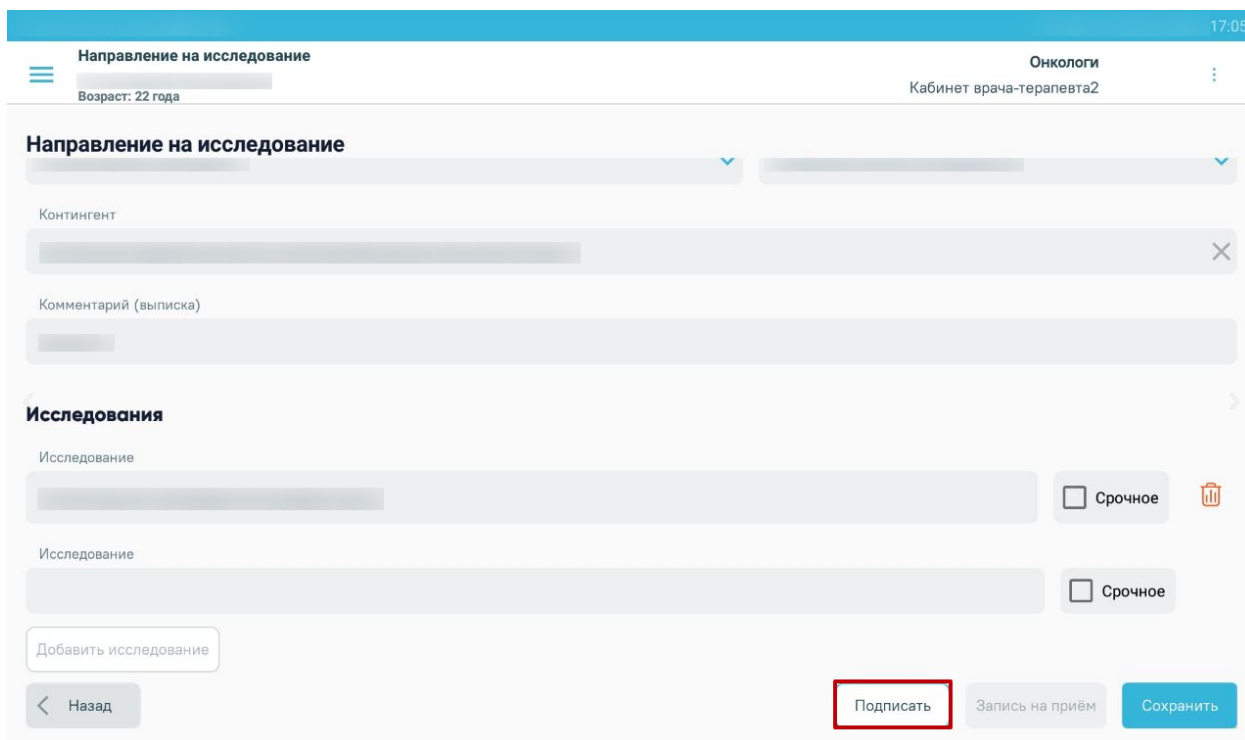 17:05
Направление на исследование
Возраст: 22 года
Онкологи
Кабинет врача-терапевта2
Направление на исследование
Контингент
Комментарий (выписка)
Исследования
Исследование
Срочное
Исследование
Срочное
Добавить исследование
Назад
Подписать
Запись на приём
Сохранить